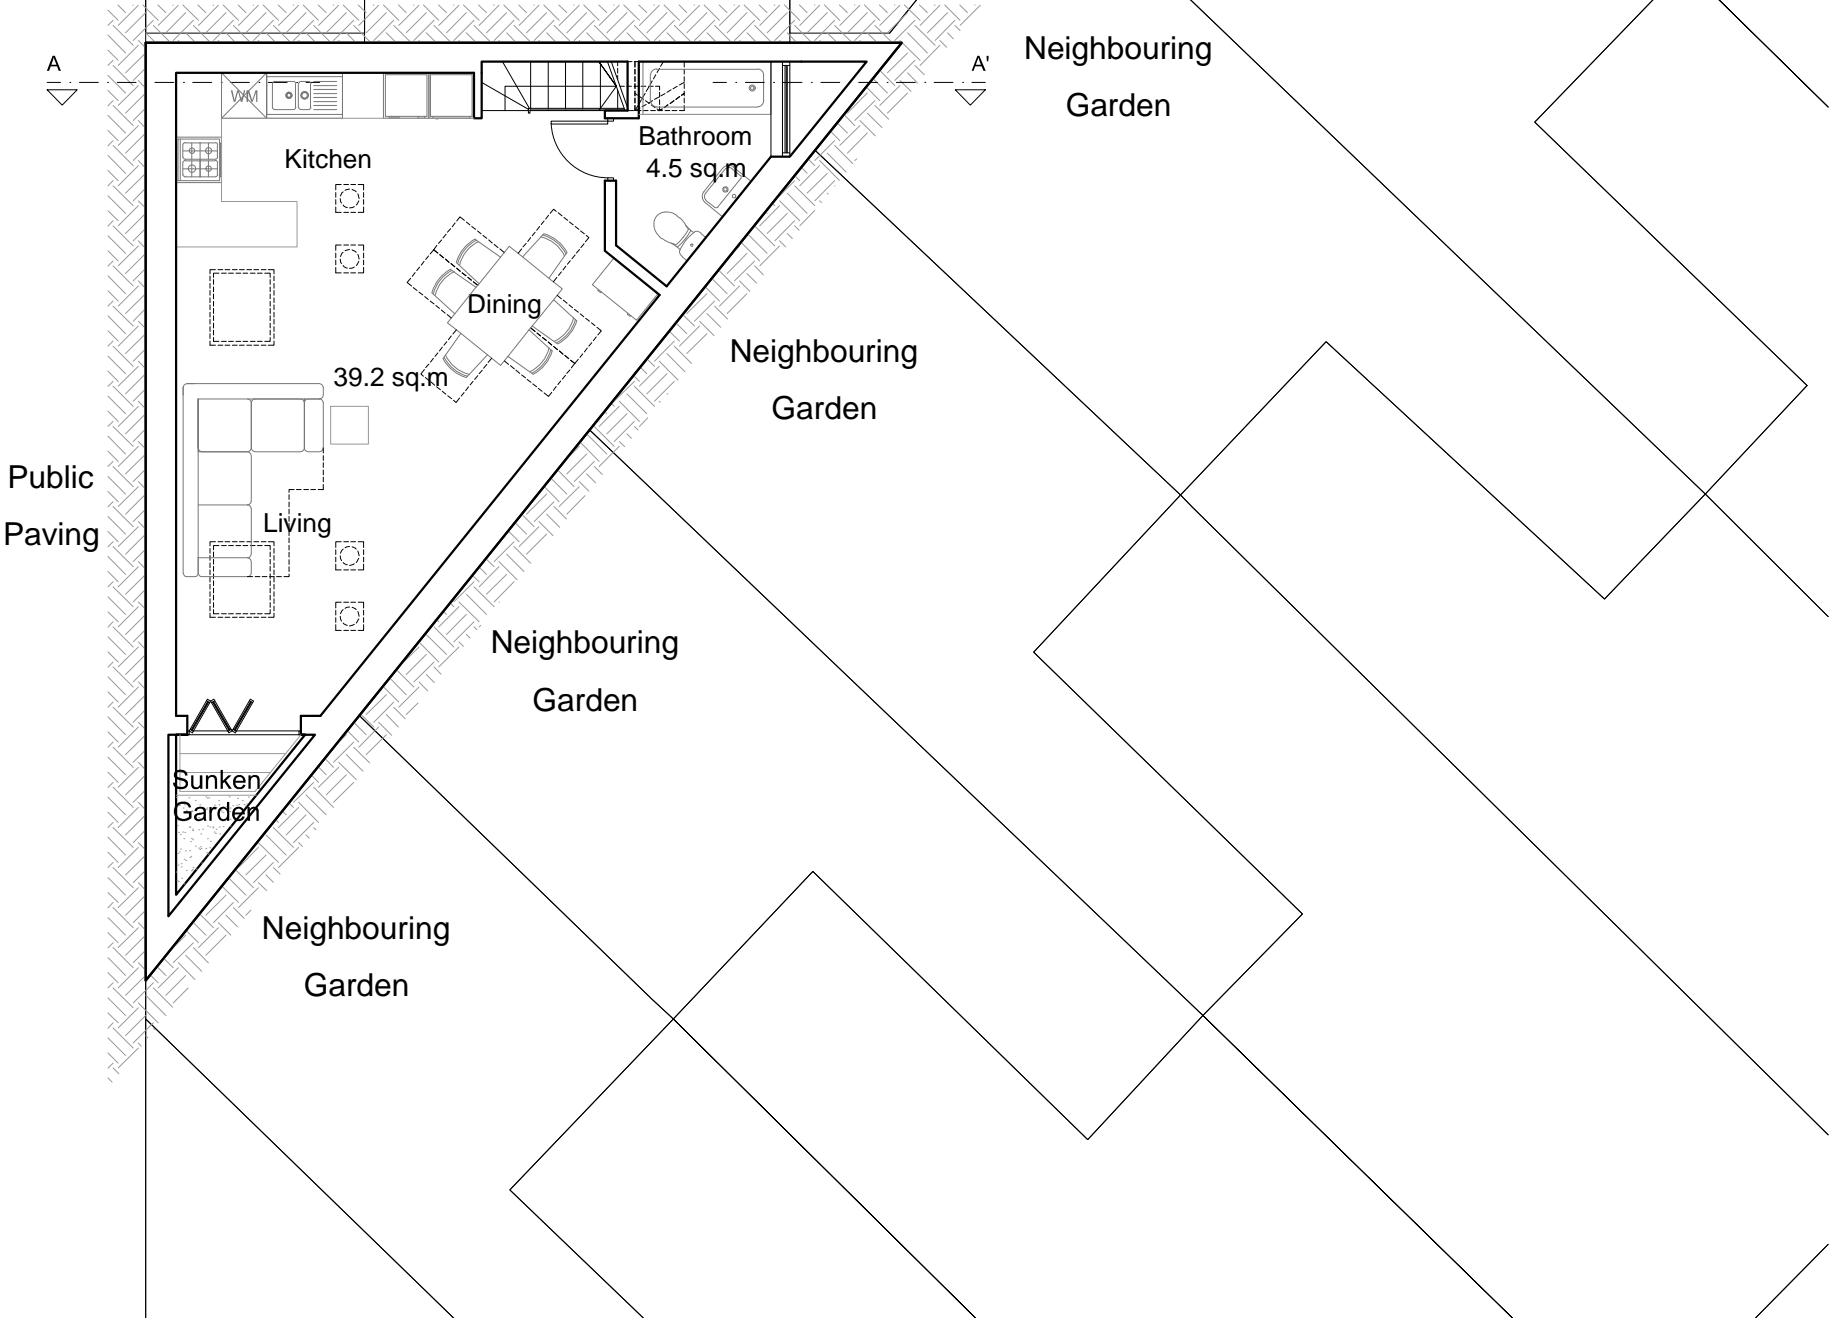 Neighbouring
Garden
A
A'
WM
Bathroom
4.5 sq.m
Kitchen
Dining
Neighbouring
Garden
39.2 sq.m
Public
Paving
Living
Neighbouring
Garden
Sunken
Garden
Neighbouring
Garden